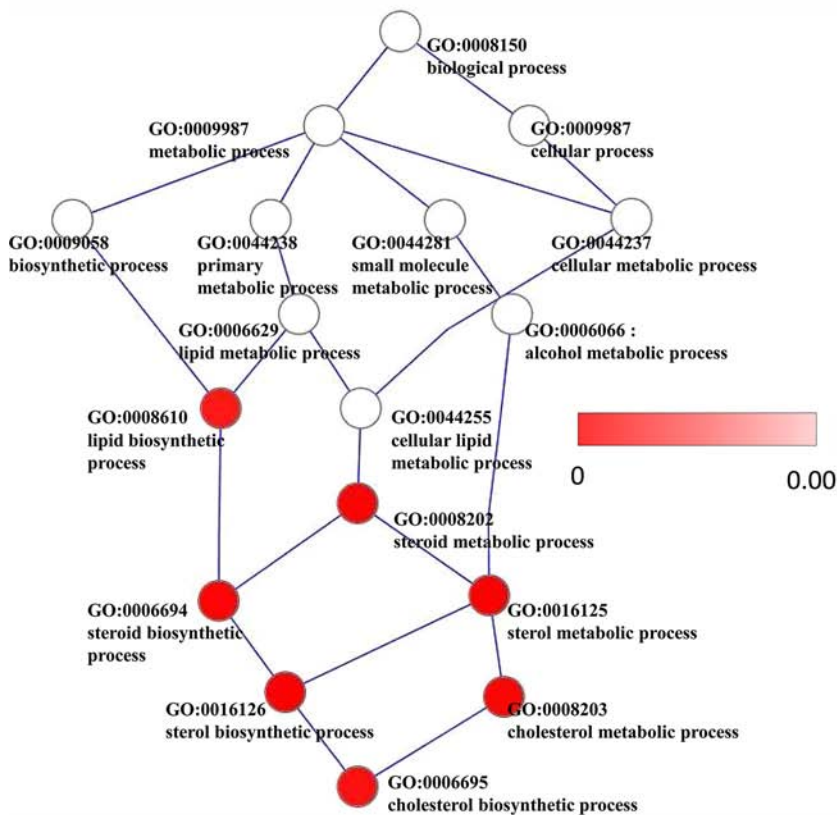 GO:0008150
biological process
GO:0009987
metabolic process
GO:0009987
cellular process
GO:0009058
biosynthetic process
GO:0044238
primary
metabolic process
GO:0044281
small molecule
metabolic process
GO:0044237
cellular metabolic process
GO:0006629
lipid metabolic process
GO:0006066 :
alcohol metabolic process
GO:0008610
lipid biosynthetic
process
GO:0044255
cellular lipid
metabolic process
0
0.00
GO:0008202
steroid metabolic process
GO:0006694
steroid biosynthetic
process
GO:0016125
sterol metabolic process
GO:0016126
sterol biosynthetic process
GO:0008203
cholesterol metabolic process
GO:0006695
cholesterol biosynthetic process